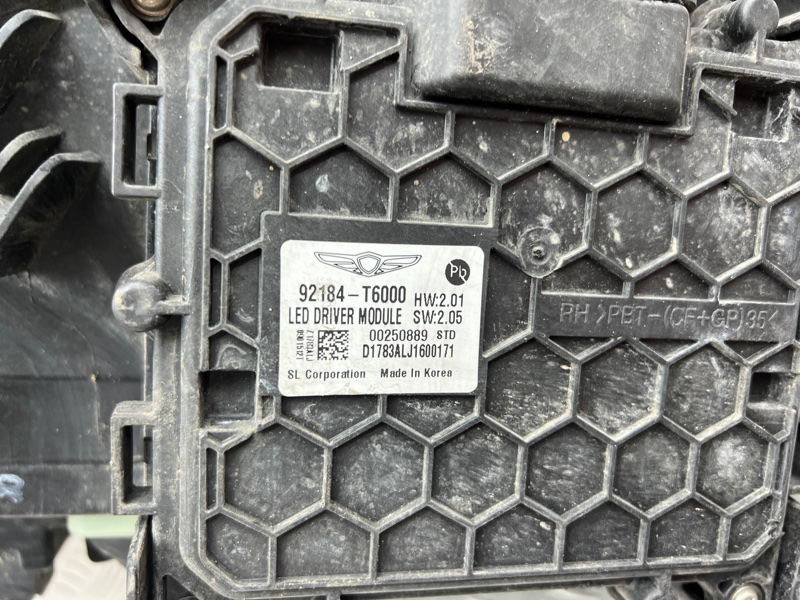 Pb
92184-T6000 HW:2.01
LED DRIVER MODULE SW:2.05
00250889 STD
D1783ALJ1600171
SL Corporation Made In Korea
RH >PBT-(CF+GP)35<